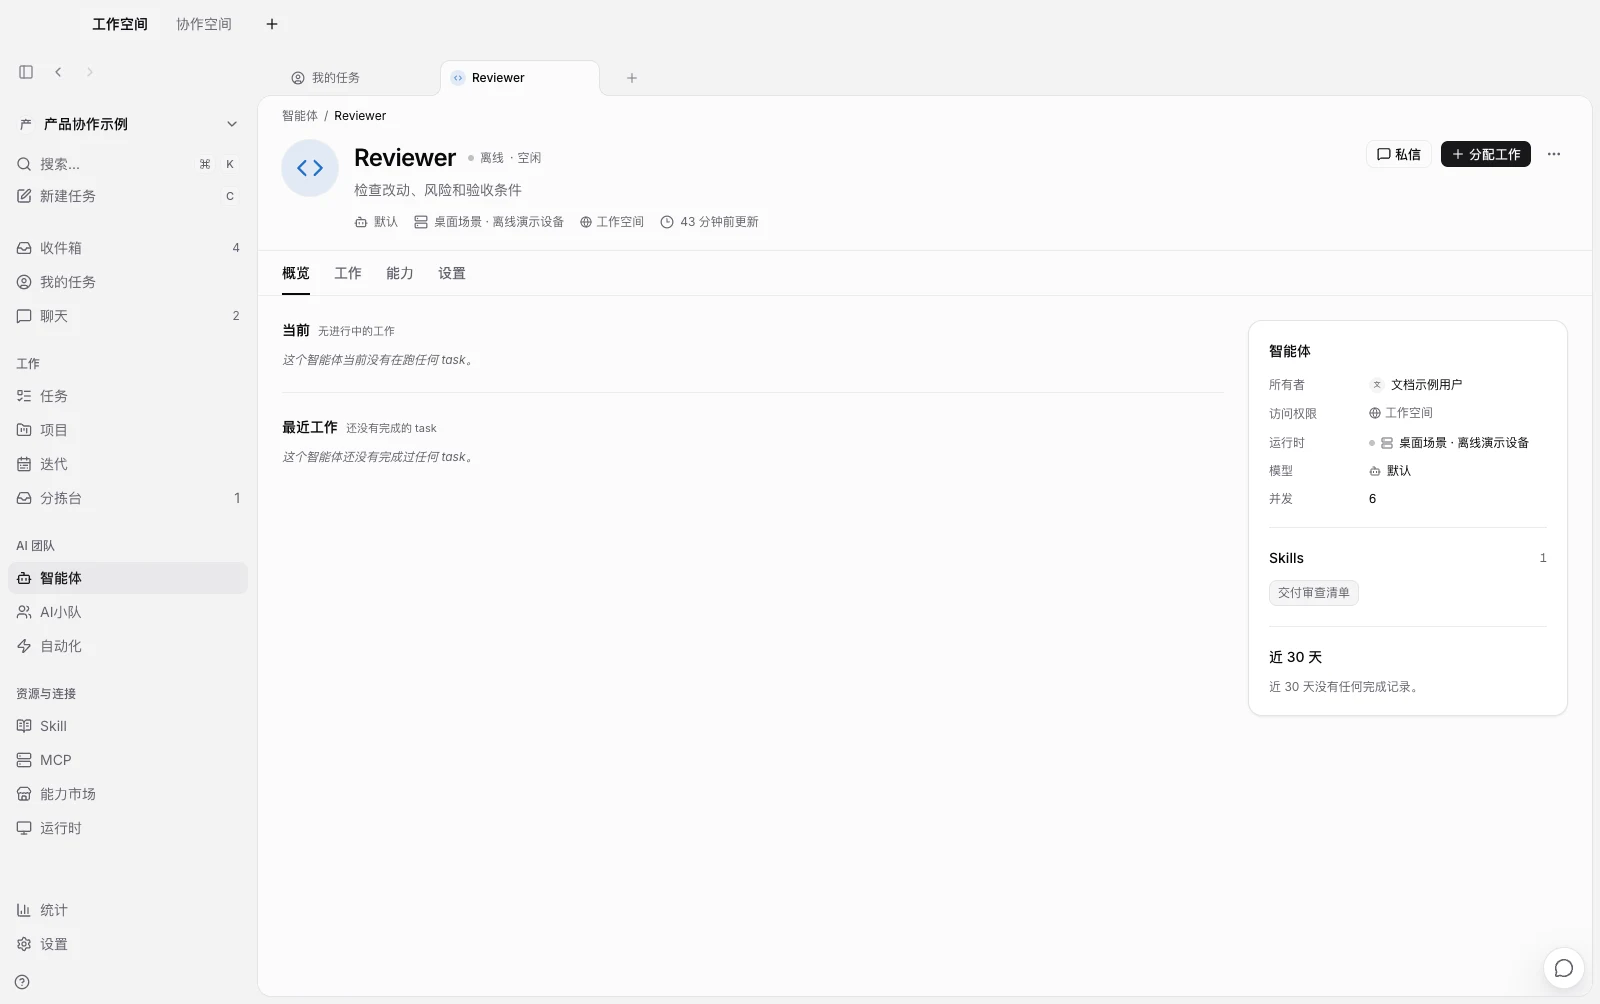 工作空间 协作空间
我的任务 Reviewer
产品协作示例
搜索... ⌘ K
新建任务 C
收件箱 4
我的任务
聊天 2
工作
任务
项目
迭代
分拣台 1
AI 团队
智能体
AI小队
自动化
资源与连接
Skill
MCP
能力市场
运行时
统计
设置
智能体 / Reviewer
Reviewer 离线 · 空闲
私信 分配工作
检查改动、风险和验收条件
默认 桌面场景 · 离线演示设备 工作空间 43 分钟前更新
概览 工作 能力 设置
当前 无进行中的工作
这个智能体当前没有在跑任何 task。
最近工作 还没有完成的 task
这个智能体还没有完成过任何 task。
智能体
所有者 文 文档示例用户
访问权限 工作空间
运行时 桌面场景 · 离线演示设备
模型 默认
并发 6
Skills 1
交付审查清单
近 30 天
近 30 天没有任何完成记录。